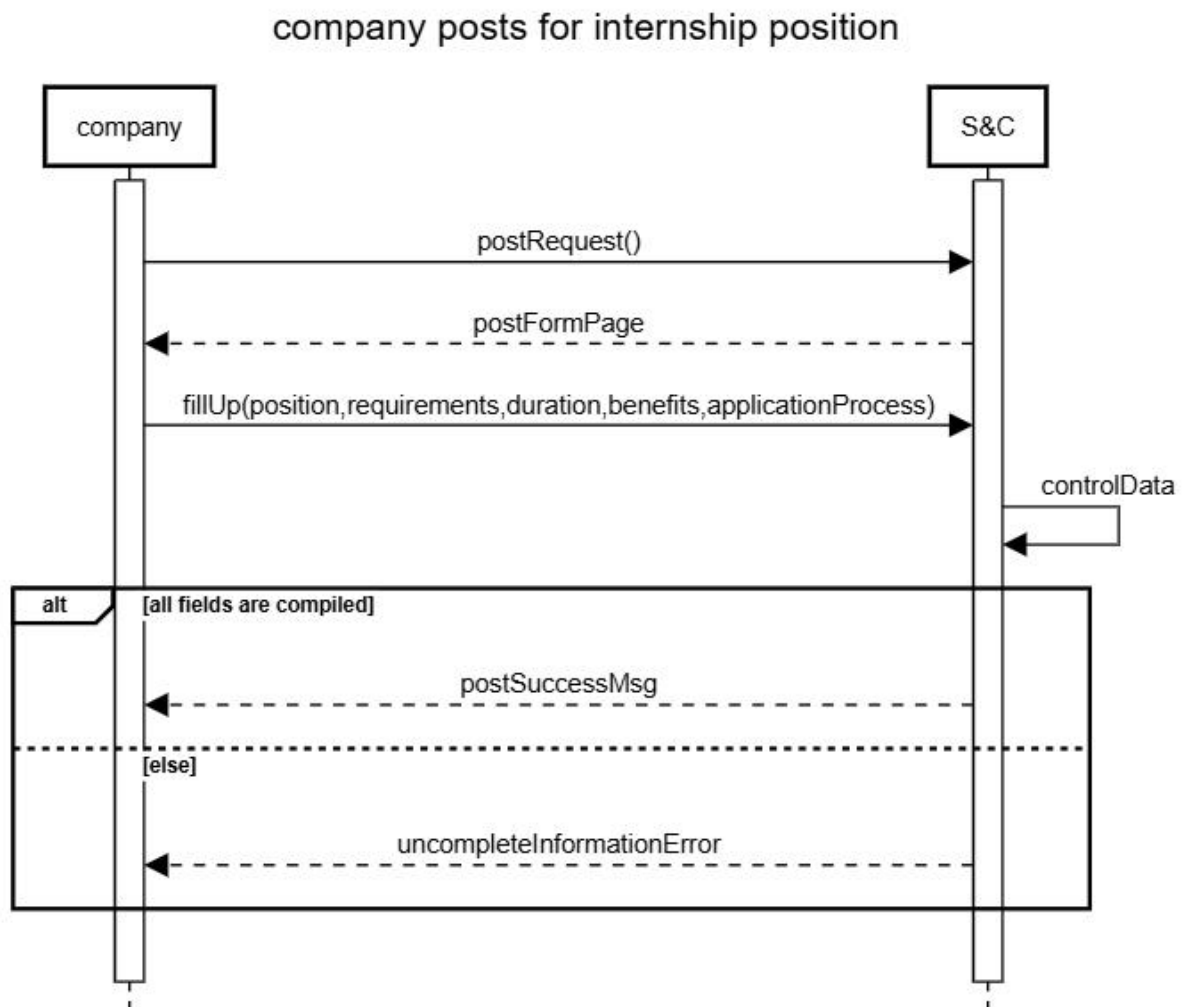 company posts for internship position
company
S&C
postRequest()
postFormPage
fillUp(position,requirements,duration,benefits,applicationProcess)
controlData
alt
[all fields are compiled]
postSuccessMsg
[else]
uncompleteInformationError